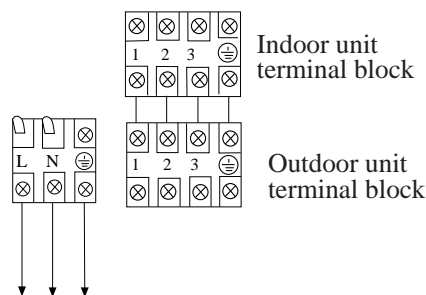 1 2 3
Indoor unit
terminal block
L N
1 2 3
Outdoor unit
terminal block